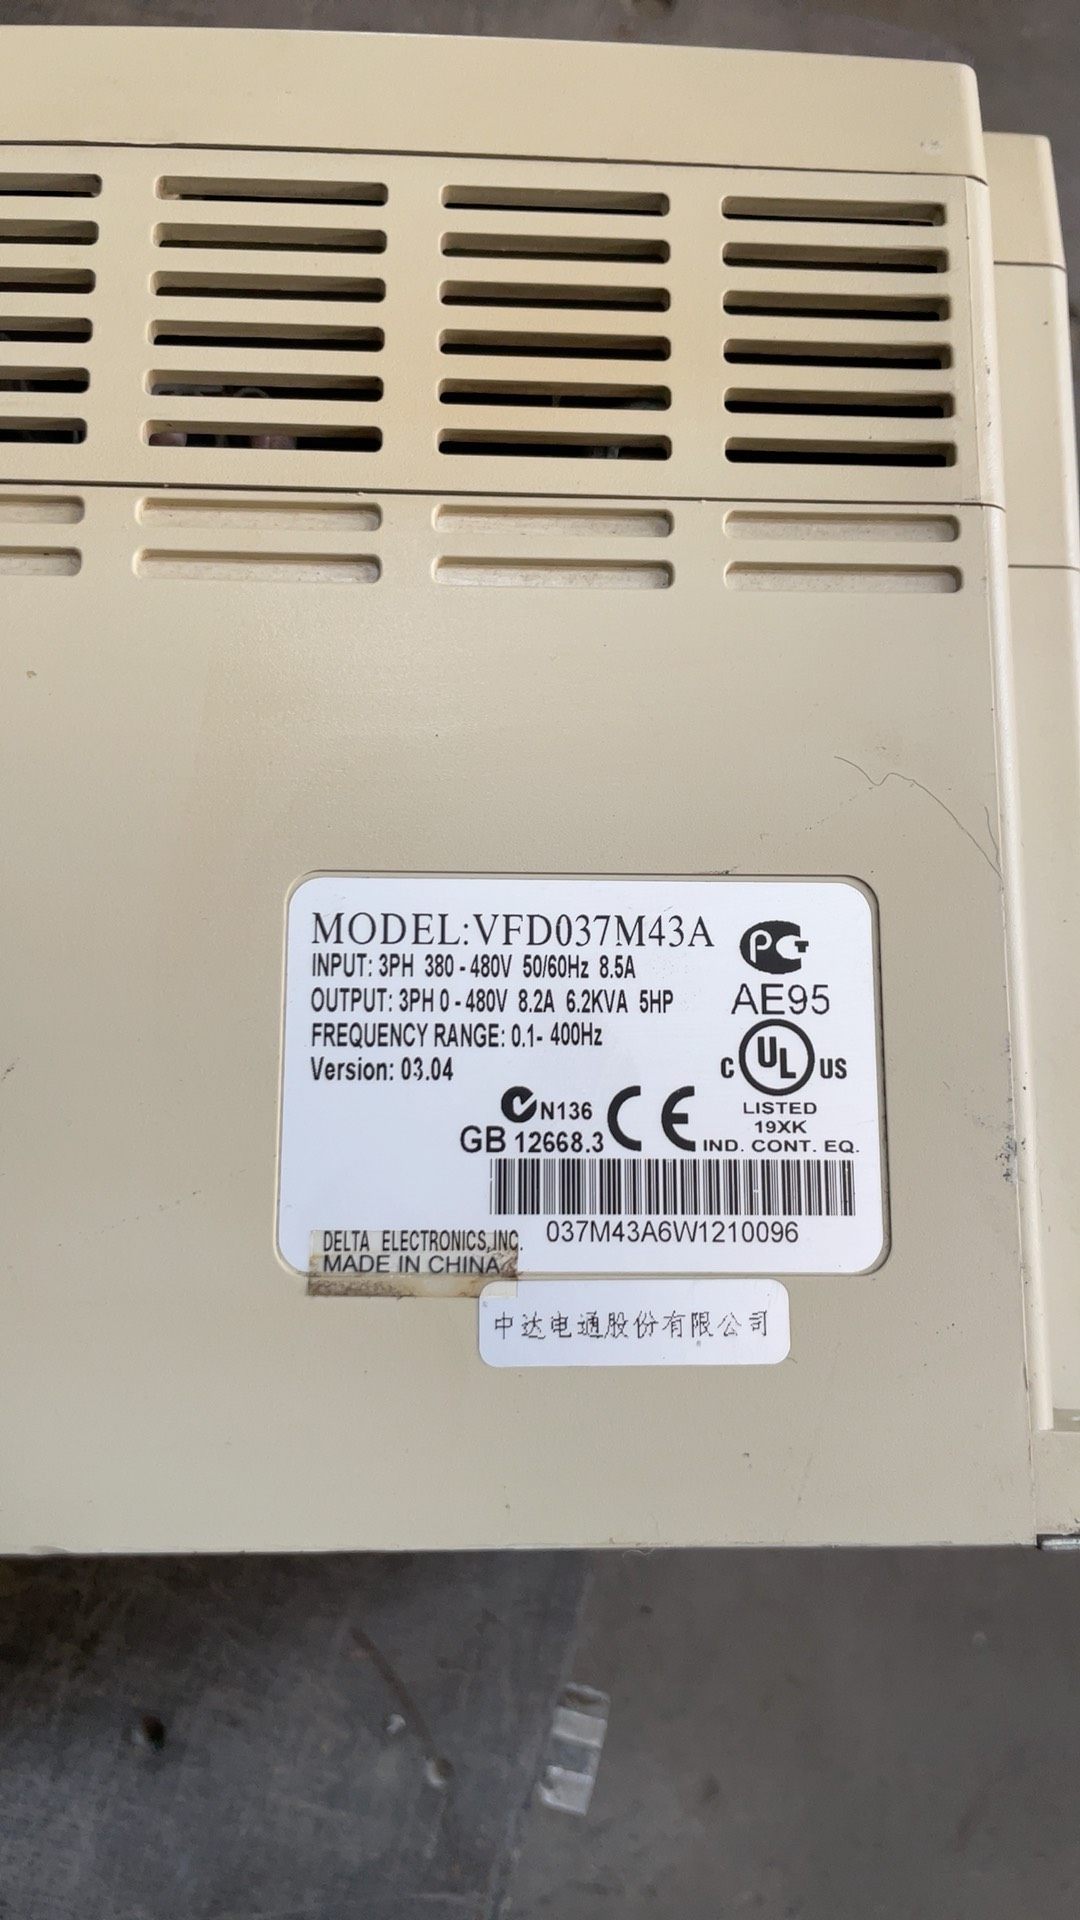 MODEL:VFD037M43A
INPUT: 3PH 380 - 480V 50/60Hz 8.5A
OUTPUT: 3PH 0 - 480V 8.2A 6.2KVA 5HP
FREQUENCY RANGE: 0.1- 400Hz
Version: 03.04
PCT
AE95
C UL US
LISTED
19XK
IND. CONT. EQ.
N136
GB 12668.3
CE
037M43A6W1210096
DELTA ELECTRONICS,INC.
MADE IN CHINA
中达电通股份有限公司